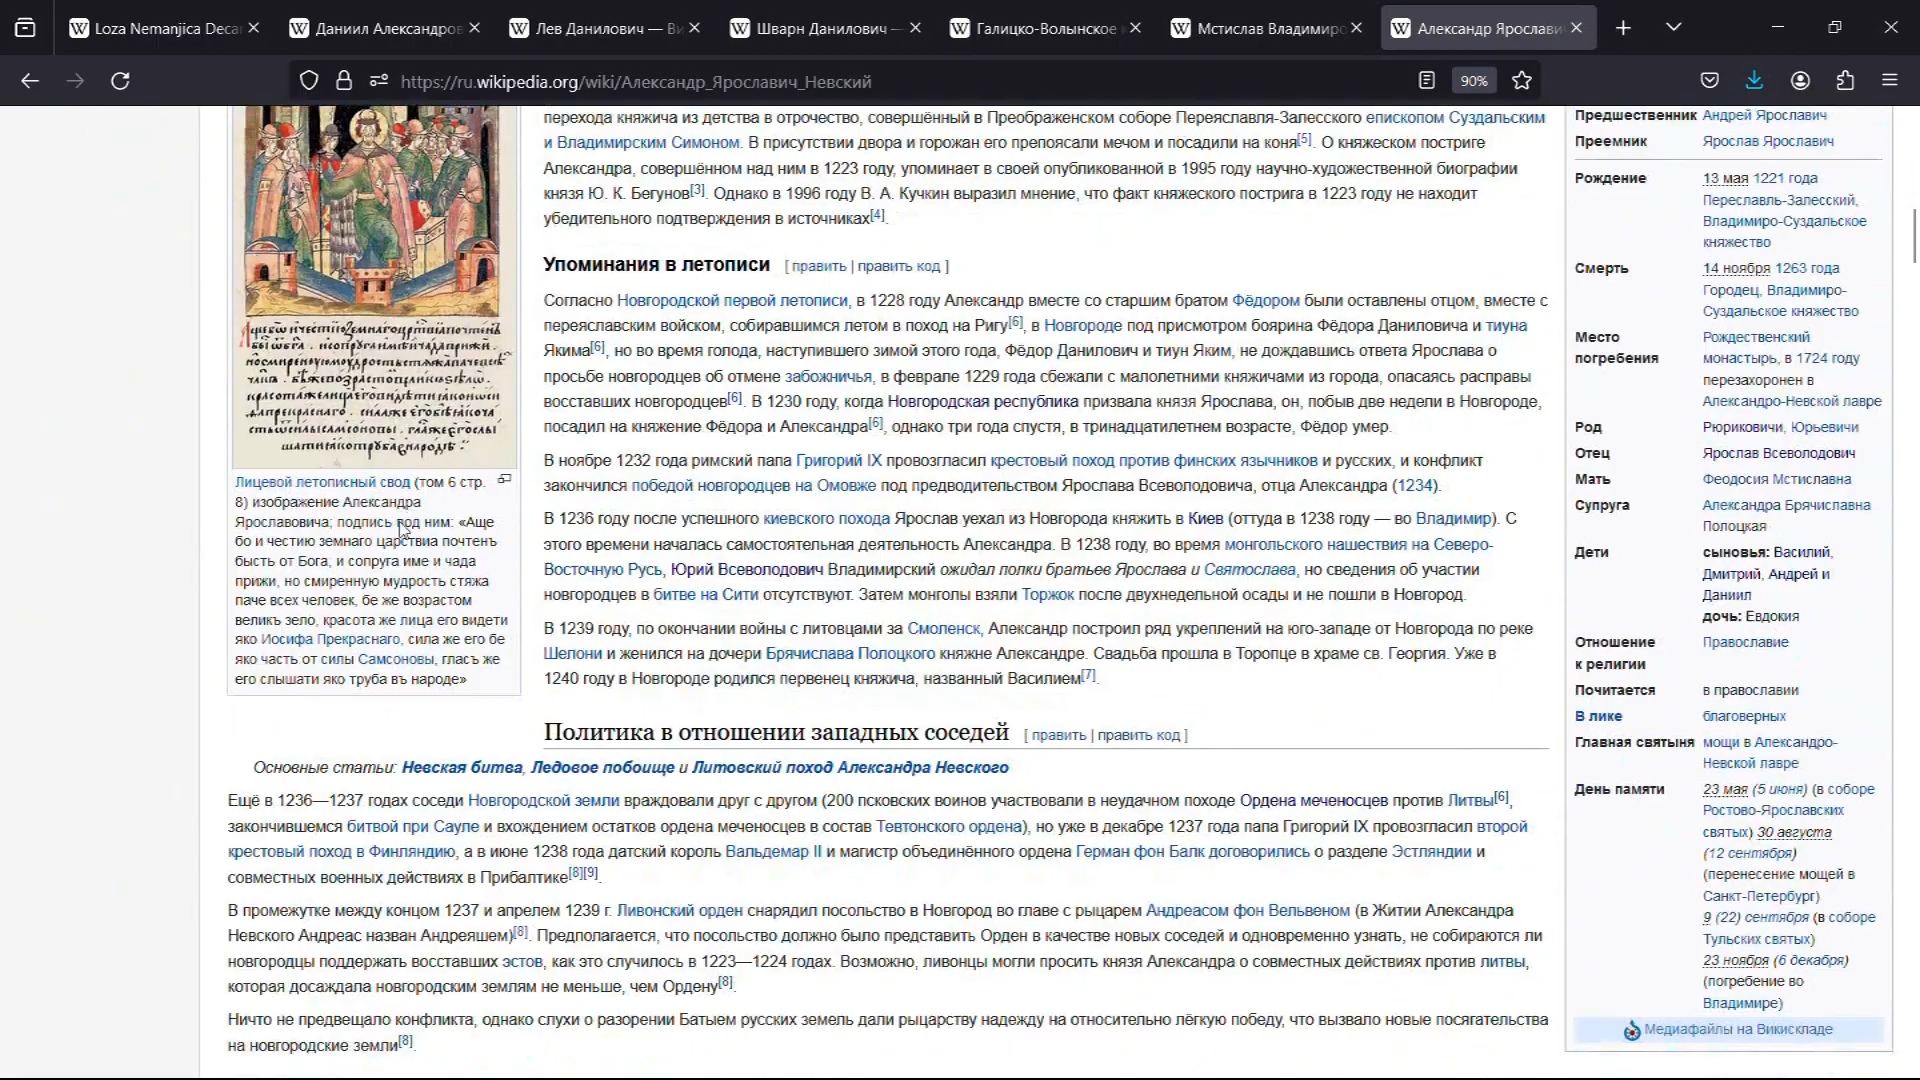 Loza Nemanjica Deca
Даниил Александров
Лев Данилович — Ви
Шварн Данилович —
Галицко-Волынское
Мстислав Владимиро
Александр Ярослави
https://ru.wikipedia.org/wiki/Александр_Ярославич_Невский
90%
Лицевой летописный свод (том 6 стр.
8) изображение Александра
Ярославовича; подпись под ним: «Аще
бо и честию земнаго царствиа почтенъ
бысть от Бога, и сопруга име и чада
прижи, но смиренную мудрость стяжа
паче всех человек, бе же возрастом
великъ зело, красота же лица его видети
яко Иосифа Прекраснаго, сила же его бе
яко часть от силы Самсоновы, гласъ же
его слышати яко труба въ народе»
перехода княжича из детства в отрочество, совершённый в Преображенском соборе Переяславля-Залесского епископом Суздальским
и Владимирским Симоном. В присутствии двора и горожан его препоясали мечом и посадили на коня[5]. О княжеском постриге
Александра, совершённом над ним в 1223 году, упоминает в своей опубликованной в 1995 году научно-художественной биографии
князя Ю. К. Бегунов[3]. Однако в 1996 году В. А. Кучкин выразил мнение, что факт княжеского пострига в 1223 году не находит
убедительного подтверждения в источниках[4].
Упоминания в летописи [ править | править код ]
Согласно Новгородской первой летописи, в 1228 году Александр вместе со старшим братом Фёдором были оставлены отцом, вместе с
переяславским войском, собиравшимся летом в поход на Ригу[6], в Новгороде под присмотром боярина Фёдора Даниловича и тиуна
Якима[6], но во время голода, наступившего зимой этого года, Фёдор Данилович и тиун Яким, не дождавшись ответа Ярослава о
просьбе новгородцев об отмене забожничья, в феврале 1229 года сбежали с малолетними княжичами из города, опасаясь расправы
восставших новгородцев[6]. В 1230 году, когда Новгородская республика призвала князя Ярослава, он, побыв две недели в Новгороде,
посадил на княжение Фёдора и Александра[6], однако три года спустя, в тринадцатилетнем возрасте, Фёдор умер.
В ноябре 1232 года римский папа Григорий IX провозгласил крестовый поход против финских язычников и русских, и конфликт
закончился победой новгородцев на Омовже под предводительством Ярослава Всеволодовича, отца Александра (1234).
В 1236 году после успешного киевского похода Ярослав уехал из Новгорода княжить в Киев (оттуда в 1238 году — во Владимир). С
этого времени началась самостоятельная деятельность Александра. В 1238 году, во время монгольского нашествия на Северо-
Восточную Русь, Юрий Всеволодович Владимирский ожидал полки братьев Ярослава и Святослава, но сведения об участии
новгородцев в битве на Сити отсутствуют. Затем монголы взяли Торжок после двухнедельной осады и не пошли в Новгород.
В 1239 году, по окончании войны с литовцами за Смоленск, Александр построил ряд укреплений на юго-западе от Новгорода по реке
Шелони и женился на дочери Брячислава Полоцкого княжне Александре. Свадьба прошла в Торопце в храме св. Георгия. Уже в
1240 году в Новгороде родился первенец княжича, названный Василием[7].
Политика в отношении западных соседей [ править | править код ]
Основные статьи: Невская битва, Ледовое побоище и Литовский поход Александра Невского
Ещё в 1236—1237 годах соседи Новгородской земли враждовали друг с другом (200 псковских воинов участвовали в неудачном походе Ордена меченосцев против Литвы[6],
закончившемся битвой при Сауле и вхождением остатков ордена меченосцев в состав Тевтонского ордена), но уже в декабре 1237 года папа Григорий IX провозгласил второй
крестовый поход в Финляндию, а в июне 1238 года датский король Вальдемар II и магистр объединённого ордена Герман фон Балк договорились о разделе Эстляндии и
совместных военных действиях в Прибалтике[8][9].
В промежутке между концом 1237 и апрелем 1239 г. Ливонский орден снарядил посольство в Новгород во главе с рыцарем Андреасом фон Вельвеном (в Житии Александра
Невского Андреас назван Андреяшем)[8]. Предполагается, что посольство должно было представить Орден в качестве новых соседей и одновременно узнать, не собираются ли
новгородцы поддержать восставших эстов, как это случилось в 1223—1224 годах. Возможно, ливонцы могли просить князя Александра о совместных действиях против литвы,
которая досаждала новгородским землям не меньше, чем Ордену[8].
Ничто не предвещало конфликта, однако слухи о разорении Батыем русских земель дали рыцарству надежду на относительно лёгкую победу, что вызвало новые посягательства
на новгородские земли[8].
Предшественник Андрей Ярославич
Преемник Ярослав Ярославич
Рождение 13 мая 1221 года
Переславль-Залесский,
Владимиро-Суздальское
княжество
Смерть 14 ноября 1263 года
Городец, Владимиро-
Суздальское княжество
Место Рождественский
погребения монастырь, в 1724 году
перезахоронен в
Александро-Невской лавре
Род Рюриковичи, Юрьевичи
Отец Ярослав Всеволодович
Мать Феодосия Мстиславна
Супруга Александра Брячиславна
Полоцкая
Дети сыновья: Василий,
Дмитрий, Андрей и
Даниил
дочь: Евдокия
Отношение Православие
к религии
Почитается в православии
В лике благоверных
Главная святыня мощи в Александро-
Невской лавре
День памяти 23 мая (5 июня) (в соборе
Ростово-Ярославских
святых) 30 августа
(12 сентября)
(перенесение мощей в
Санкт-Петербург)
9 (22) сентября (в соборе
Тульских святых)
23 ноября (6 декабря)
(погребение во
Владимире)
Медиафайлы на Викискладе